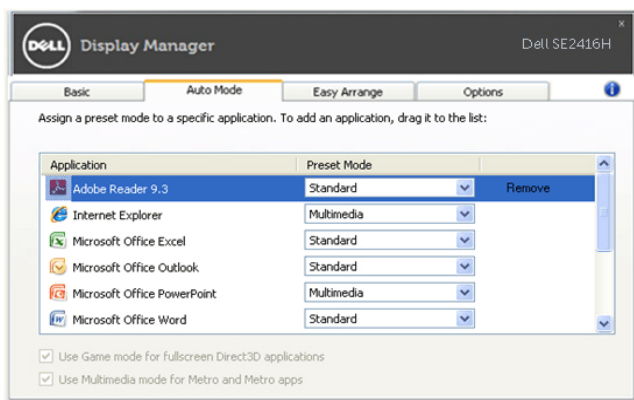 DELL Display Manager Dell SE2416H
Basic Auto Mode Easy Arrange Options
Assign a preset mode to a specific application. To add an application, drag it to the list:
Application Preset Mode
Adobe Reader 9.3 Standard Remove
Internet Explorer Multimedia
Microsoft Office Excel Standard
Microsoft Office Outlook Standard
Microsoft Office PowerPoint Multimedia
Microsoft Office Word Standard
Use Game mode for fullscreen Direct3D applications
Use Multimedia mode for Metro and Metro apps